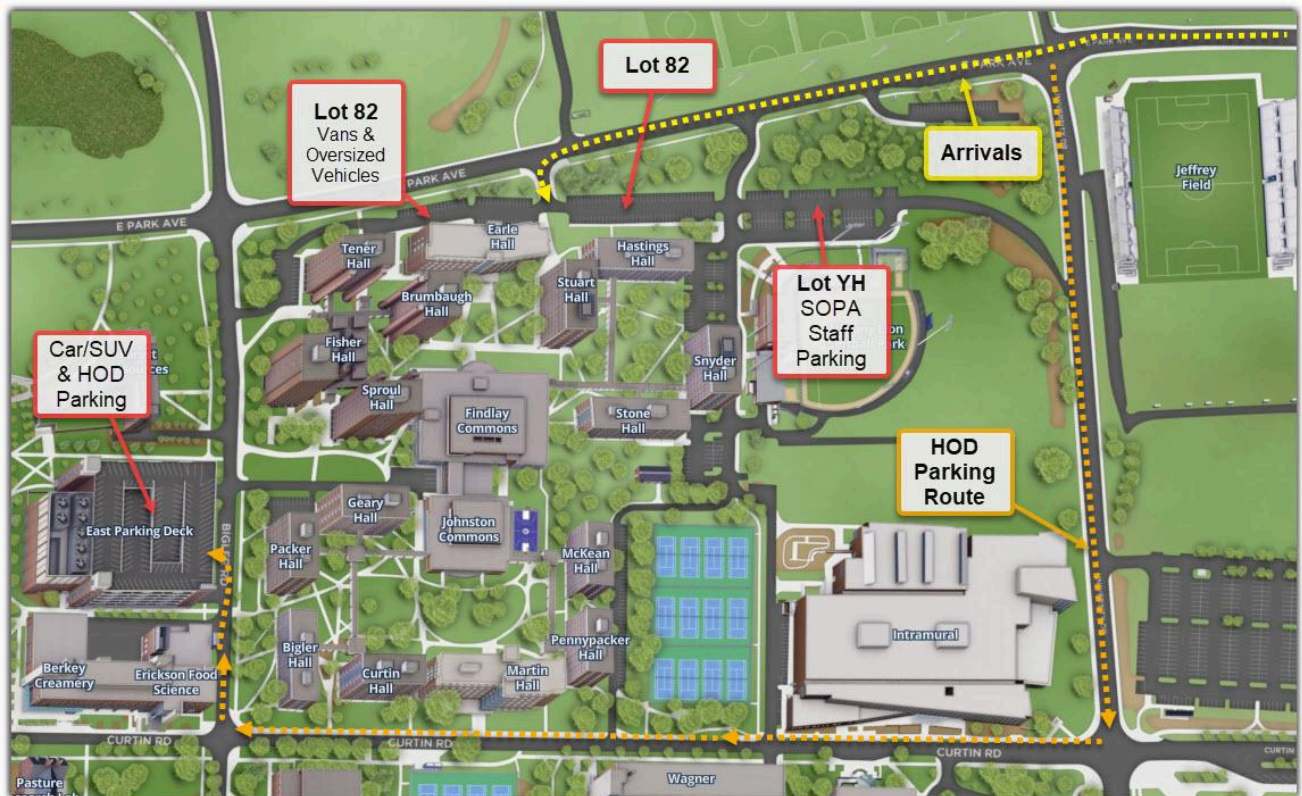 E PARK AVE
E PARK AVE
Lot 82
Lot 82
Vans &
Oversized
Vehicles
Arrivals
E PARK AVE
E PARK AVE
Jeffrey
Field
Earle
Hall
Tener
Hall
Hastings
Hall
Stuart
Hall
Brumbaugh
Hall
Lot YH
SOPA
Staff
Parking
Car/SUV
& HOD
Parking
Fisher
Hall
Snyder
Hall
Sproul
Hall
Findlay
Commons
Stone
Hall
HOD
Parking
Route
Geary
Hall
East Parking Deck
Johnston
Commons
Packer
Hall
McKean
Hall
Intramural
Bigler
Hall
Pennypacker
Hall
Berkey
Creamery
Erickson Food
Science
Curtin
Hall
Martin
Hall
CURTIN RD
CURTIN RD
CURTIN RD
CURTIN
Pasture
Wagner